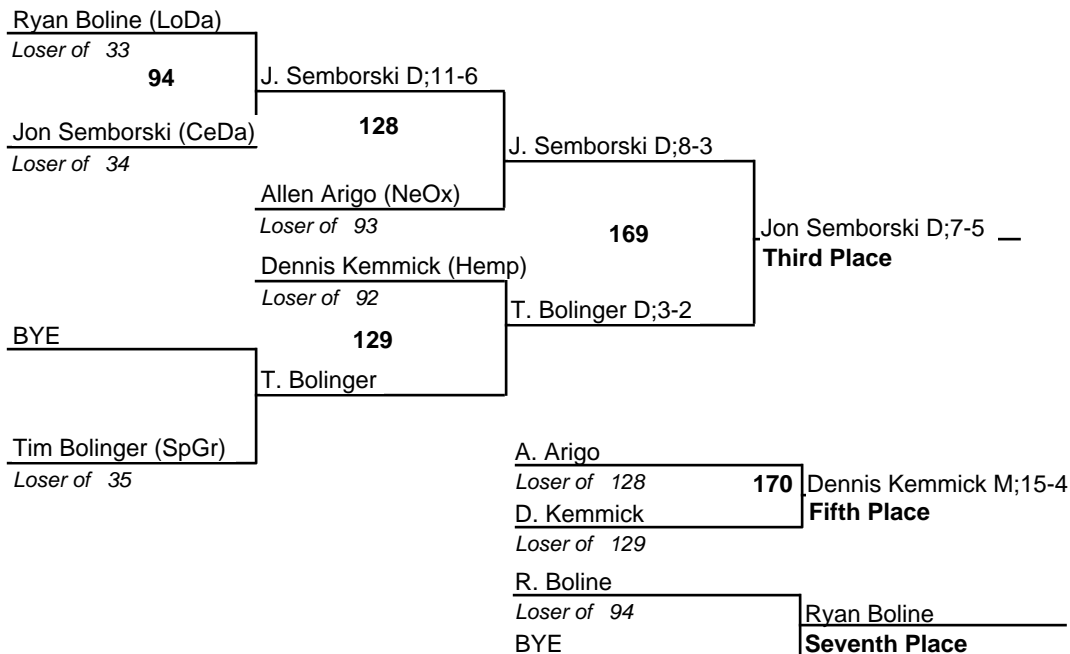 Ryan Boline (LoDa)
Loser of 33
94
J. Semborski D;11-6
Jon Semborski (CeDa)
Loser of 34
128
J. Semborski D;8-3
Allen Arigo (NeOx)
Loser of 93
169
Jon Semborski D;7-5
Third Place
Dennis Kemmick (Hemp)
Loser of 92
T. Bolinger D;3-2
BYE
129
T. Bolinger
Tim Bolinger (SpGr)
Loser of 35
A. Arigo
Loser of 128
170
Dennis Kemmick M;15-4
Fifth Place
D. Kemmick
Loser of 129
R. Boline
Loser of 94
Ryan Boline
BYE
Seventh Place